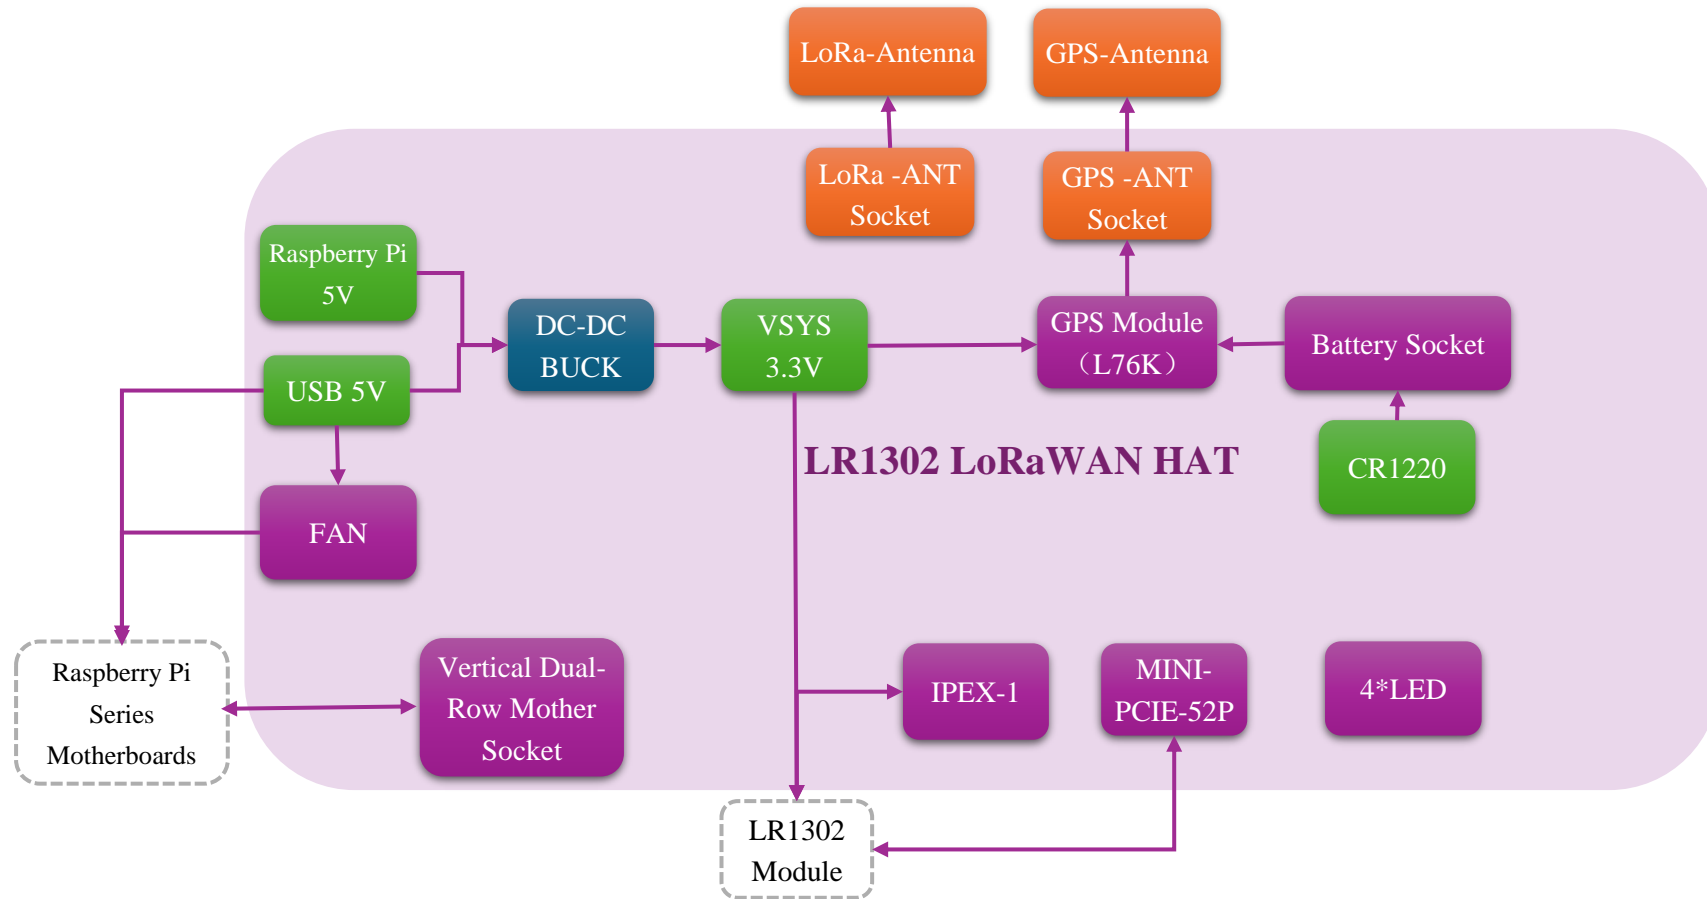 LoRa-Antenna
GPS-Antenna
LoRa -ANT
Socket
GPS -ANT
Socket
Raspberry Pi
5V
DC-DC
BUCK
VSYS
3.3V
GPS Module
（L76K）
Battery Socket
USB 5V
LR1302 LoRaWAN HAT
CR1220
FAN
Raspberry Pi
Series
Motherboards
Vertical Dual-
Row Mother
Socket
IPEX-1
MINI-
PCIE-52P
4*LED
LR1302
Module